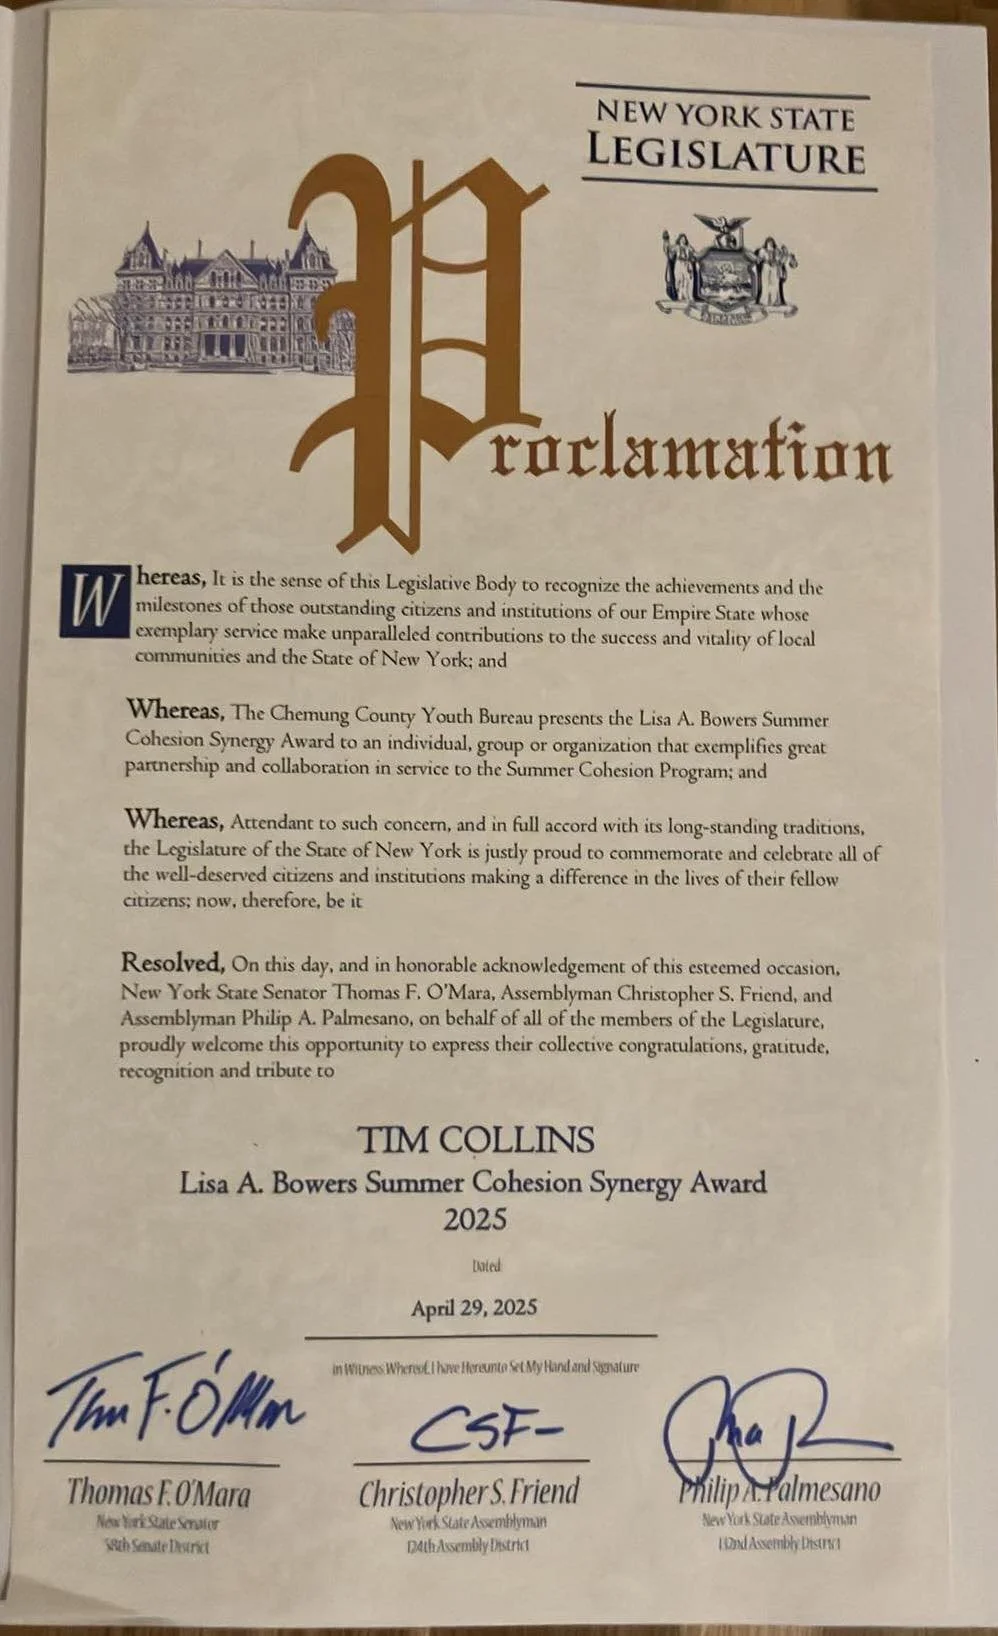 NEW YORK STATE
LEGISLATURE
Proclamation
Whereas, It is the sense of this Legislative Body to recognize the achievements and the
milestones of those outstanding citizens and institutions of our Empire State whose
exemplary service make unparalleled contributions to the success and vitality of local
communities and the State of New York; and
Whereas, The Chemung County Youth Bureau presents the Lisa A. Bowers Summer
Cohesion Synergy Award to an individual, group or organization that exemplifies great
partnership and collaboration in service to the Summer Cohesion Program; and
Whereas, Attendant to such concern, and in full accord with its long-standing traditions,
the Legislature of the State of New York is justly proud to commemorate and celebrate all of
the well-deserved citizens and institutions making a difference in the lives of their fellow
citizens; now, therefore, be it
Resolved, On this day, and in honorable acknowledgement of this esteemed occasion,
New York State Senator Thomas F. O'Mara, Assemblyman Christopher S. Friend, and
Assemblyman Philip A. Palmesano, on behalf of all of the members of the Legislature,
proudly welcome this opportunity to express their collective congratulations, gratitude,
recognition and tribute to
TIM COLLINS
Lisa A. Bowers Summer Cohesion Synergy Award
2025
Dated
April 29, 2025
in Witness Whereof, I have Hereunto Set My Hand and Signature
Tom F. O'Mara CSF-
Thomas F. O'Mara Christopher S. Friend Philip A. Palmesano
New York State Senator New York State Assemblyman New York State Assemblyman
58th Senate District 124th Assembly District 132nd Assembly District